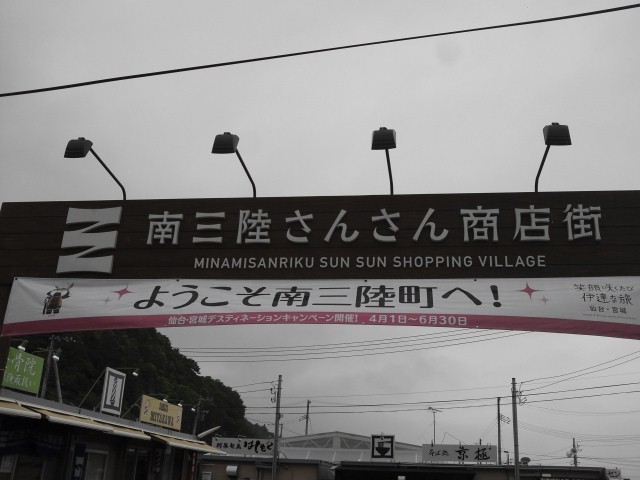 南三陸さんさん商店街
MINAMISANRIKU SUN SUN SHOPPING VILLAGE
ようこそ南三陸町へ!
仙台・宮城デスティネーションキャンペーン開催! 4月1日~6月30日
笑顔咲くたび
伊達な旅
仙台・宮城
骨院
京極